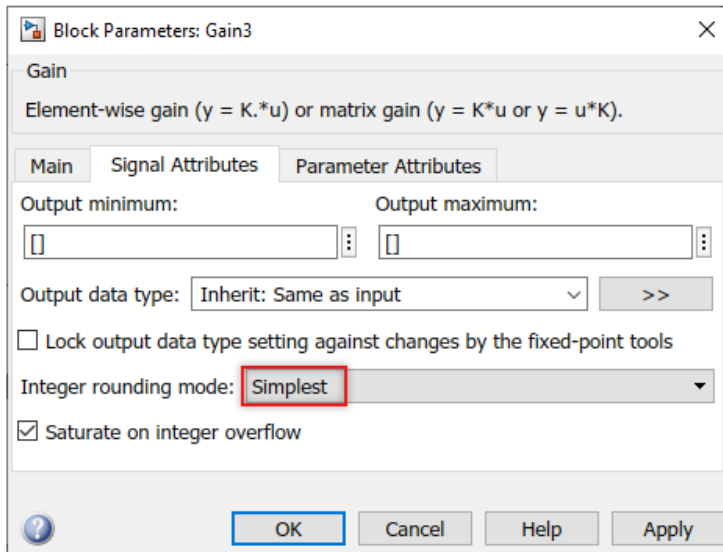 Block Parameters: Gain3
Gain
Element-wise gain (y = K.*u) or matrix gain (y = K*u or y = u*K).
Main Signal Attributes Parameter Attributes
Output minimum: Output maximum:
[] []
Output data type: Inherit: Same as input >>
Lock output data type setting against changes by the fixed-point tools
Integer rounding mode: Simplest
Saturate on integer overflow
? OK Cancel Help Apply